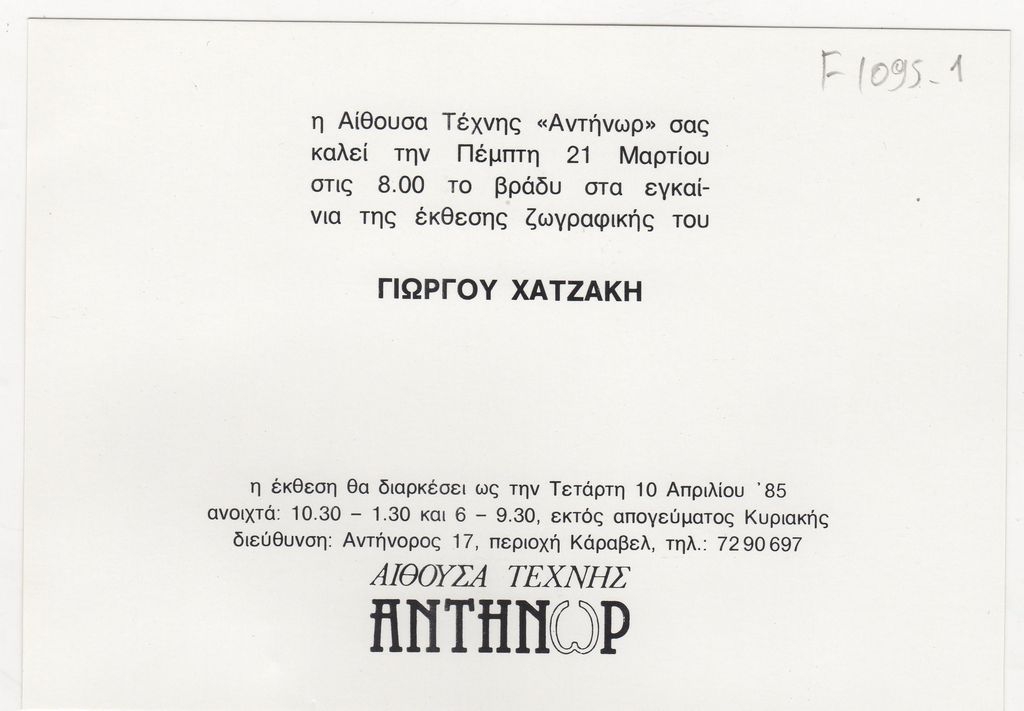 F-1095-1
η Αίθουσα Τέχνης «Αντήνωρ» σας
καλεί την Πέμπτη 21 Μαρτίου
στις 8.00 το βράδυ στα εγκαί-
νια της έκθεσης ζωγραφικής του
ΓΙΩΡΓΟΥ ΧΑΤΖΑΚΗ
η έκθεση θα διαρκέσει ως την Τετάρτη 10 Απριλίου '85
ανοιχτά: 10.30 – 1.30 και 6 – 9.30, εκτός απογεύματος Κυριακής
διεύθυνση: Αντήνορος 17, περιοχή Κάραβελ, τηλ.: 7290697
ΑΙΘΟΥΣΑ ΤΕΧΝΗΣ
ΑΝΤΗΝΩΡ